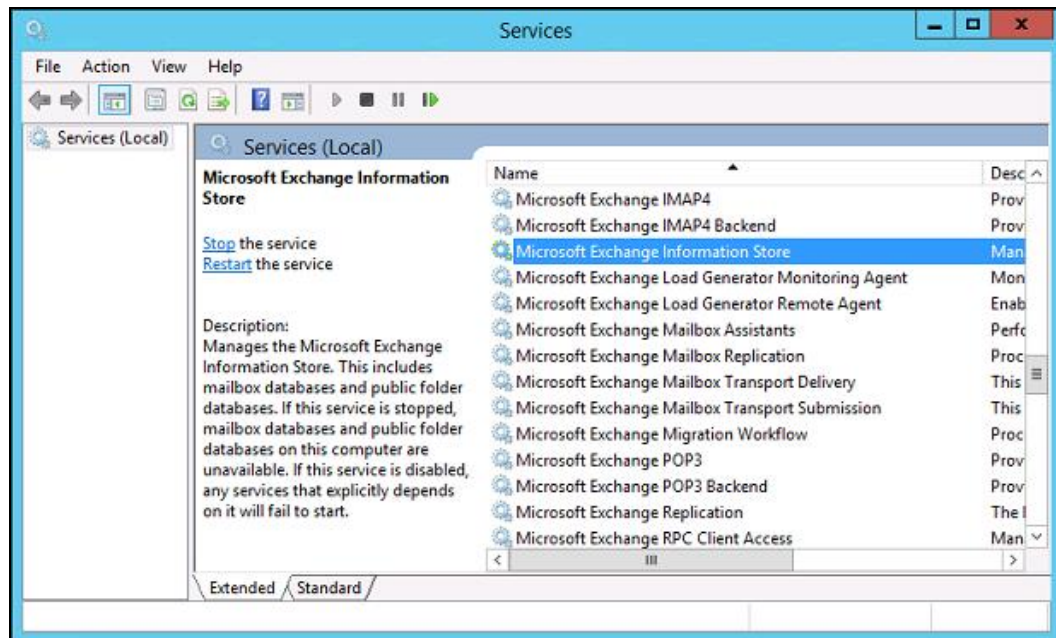 Services
File Action View Help
Services (Local)
Services (Local)
Microsoft Exchange Information
Store
Stop the service
Restart the service
Description:
Manages the Microsoft Exchange
Information Store. This includes
mailbox databases and public folder
databases. If this service is stopped,
mailbox databases and public folder
databases on this computer are
unavailable. If this service is disabled,
any services that explicitly depends
on it will fail to start.
Name Desc
Microsoft Exchange IMAP4 Prov
Microsoft Exchange IMAP4 Backend Prov
Microsoft Exchange Information Store Man
Microsoft Exchange Load Generator Monitoring Agent Mon
Microsoft Exchange Load Generator Remote Agent Enab
Microsoft Exchange Mailbox Assistants Perfo
Microsoft Exchange Mailbox Replication Proc
Microsoft Exchange Mailbox Transport Delivery This
Microsoft Exchange Mailbox Transport Submission This
Microsoft Exchange Migration Workflow Proc
Microsoft Exchange POP3 Prov
Microsoft Exchange POP3 Backend Prov
Microsoft Exchange Replication The
Microsoft Exchange RPC Client Access Man
Extended Standard